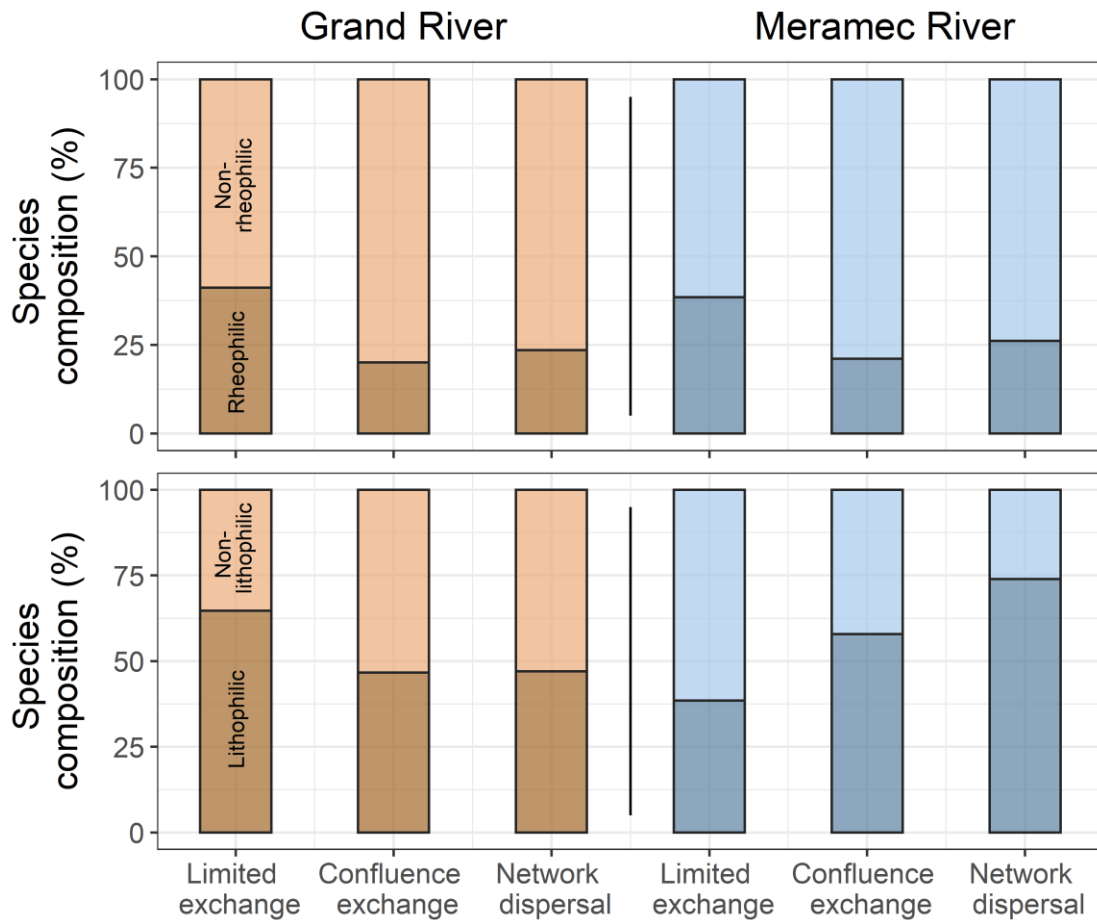 Grand River
Meramec River
Species
composition (%)
100
75
50
25
0
Non-
rheophilic
Rheophilic
Species
composition (%)
100
75
50
25
0
Non-
lithophilic
Lithophilic
Limited
exchange
Confluence
exchange
Network
dispersal
Limited
exchange
Confluence
exchange
Network
dispersal